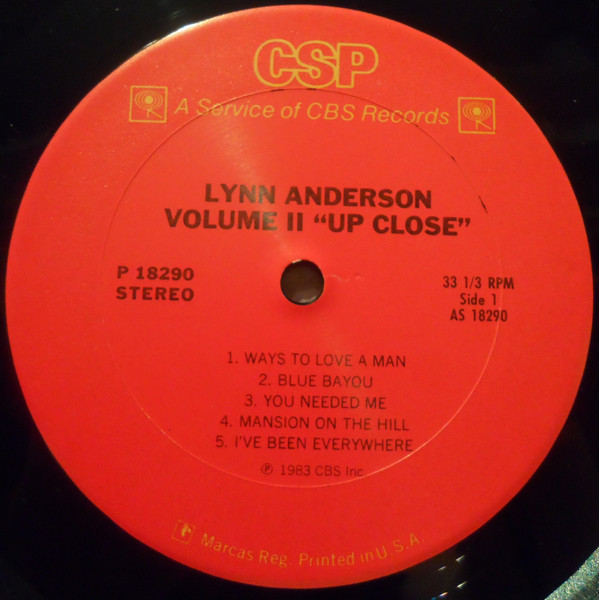 CSP
A Service of CBS Records
LYNN ANDERSON
VOLUME II “UP CLOSE”
P 18290
STEREO
33 1/3 RPM
Side 1
AS 18290
1. WAYS TO LOVE A MAN
2. BLUE BAYOU
3. YOU NEEDED ME
4. MANSION ON THE HILL
5. I'VE BEEN EVERYWHERE
℗ 1983 CBS Inc
Marcas Reg. Printed in U.S.A.